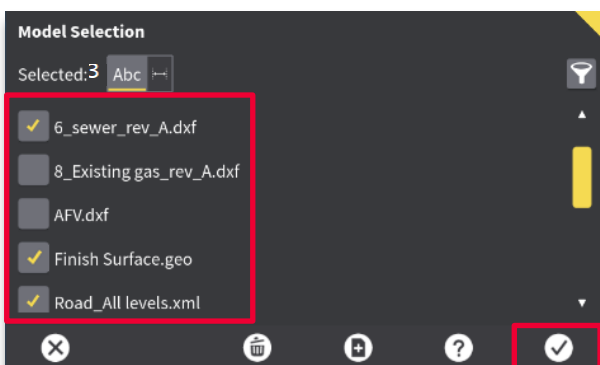 Model Selection
Selected:3 Abc
6_sewer_rev_A.dxf
8_Existing gas_rev_A.dxf
AFV.dxf
Finish Surface.geo
Road_All levels.xml
?